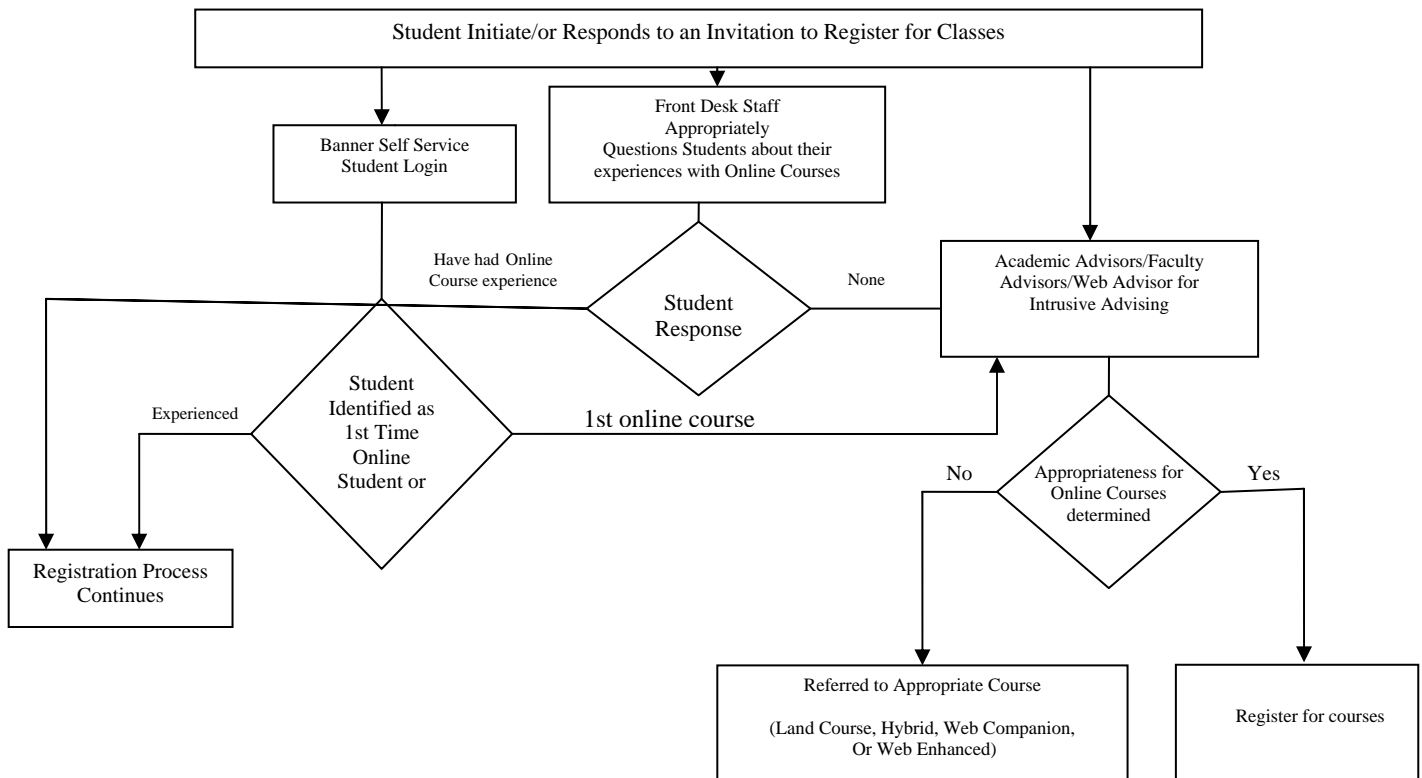 Student Initiate/or Responds to an Invitation to Register for Classes
Front Desk Staff
Appropriately
Questions Students about their
experiences with Online Courses
Banner Self Service
Student Login
Have had Online
Course experience
Student
Response
None
Academic Advisors/Faculty
Advisors/Web Advisor for
Intrusive Advising
Experienced
Student
Identified as
1st Time
Online
Student or
1st online course
No
Appropriateness for
Online Courses
determined
Yes
Registration Process
Continues
Referred to Appropriate Course
(Land Course, Hybrid, Web Companion,
Or Web Enhanced)
Register for courses